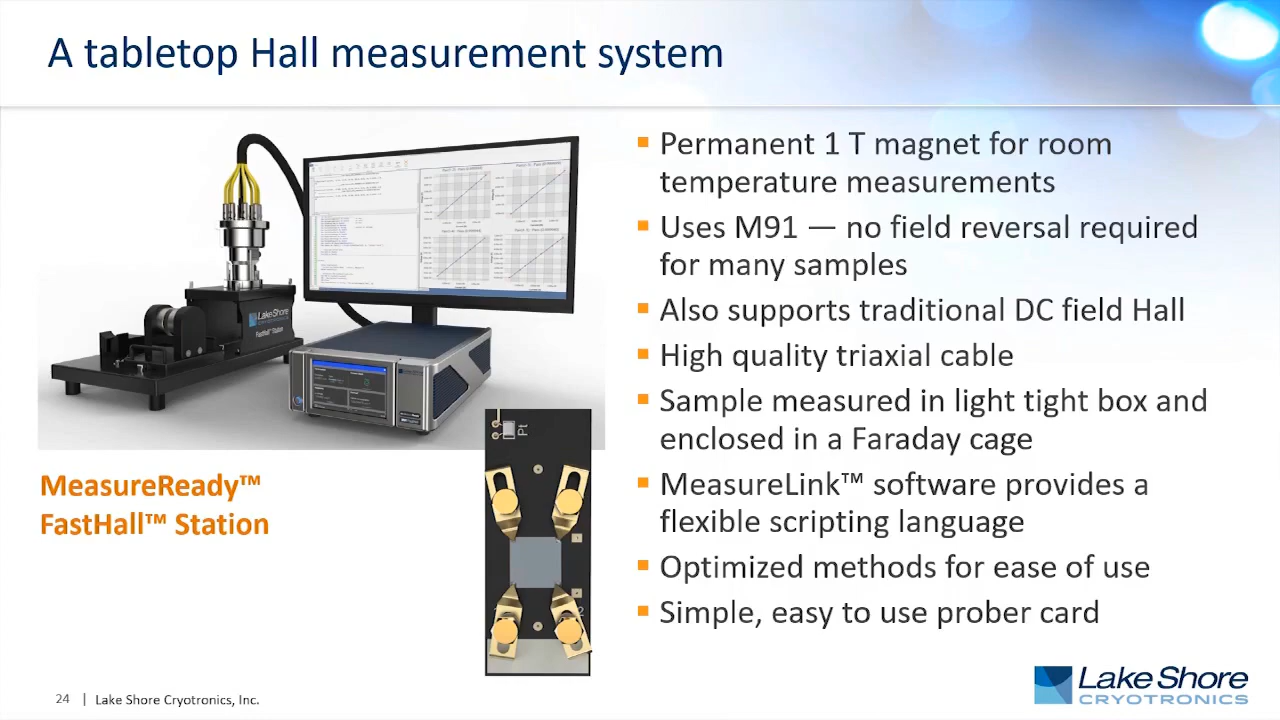 A tabletop Hall measurement system
LakeShore
CRYOTRONICS
FastHall™ Station
Pt
MeasureReady™
FastHall™ Station
▪ Permanent 1 T magnet for room
temperature measurements
▪ Uses M91 — no field reversal required
for many samples
▪ Also supports traditional DC field Hall
▪ High quality triaxial cable
▪ Sample measured in light tight box and
enclosed in a Faraday cage
▪ MeasureLink™ software provides a
flexible scripting language
▪ Optimized methods for ease of use
▪ Simple, easy to use prober card
24 | Lake Shore Cryotronics, Inc.
Lake Shore
CRYOTRONICS